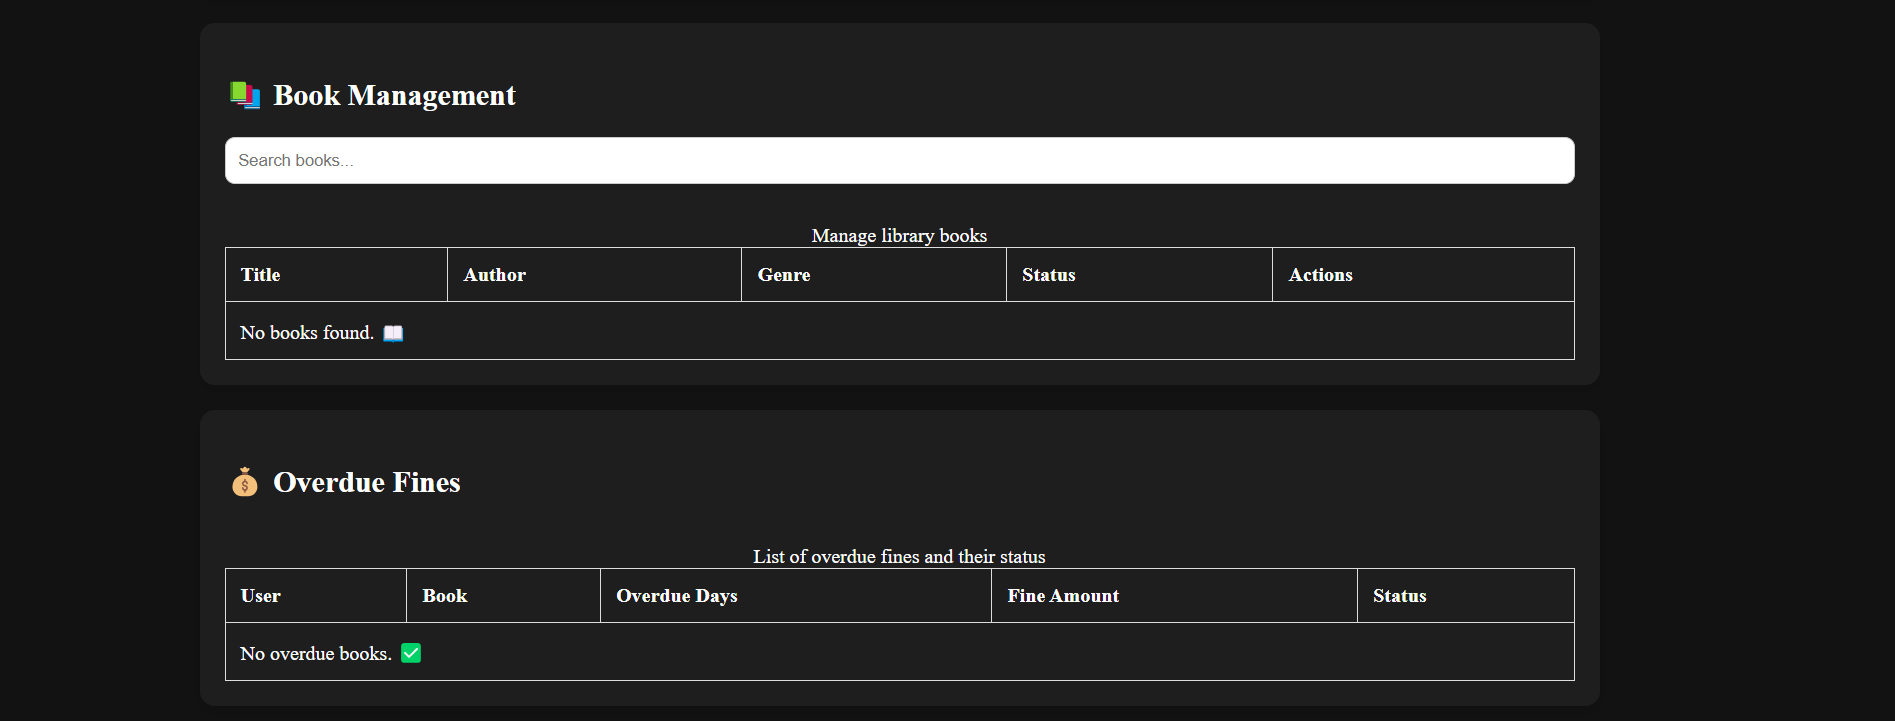 📚 Book Management
Search books...
Manage library books
Title Author Genre Status Actions
No books found. 📖
💰 Overdue Fines
List of overdue fines and their status
User Book Overdue Days Fine Amount Status
No overdue books. ✅